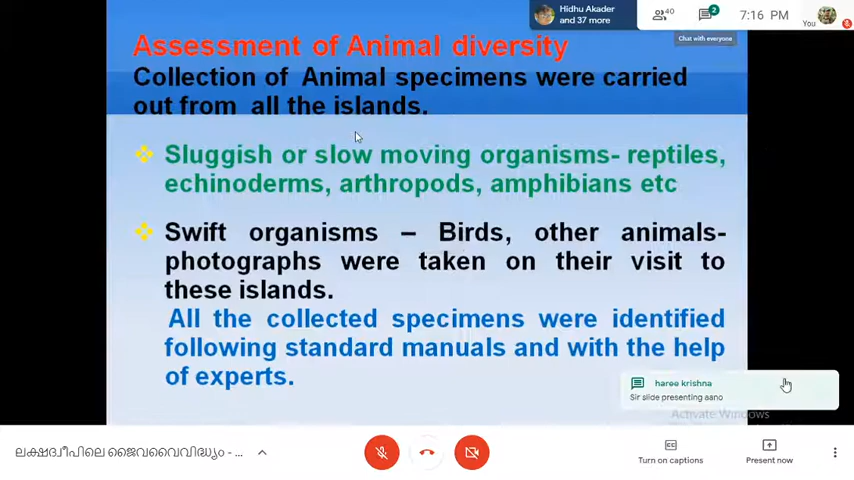 Hidhu Akader
and 37 more
40
2
7:16 PM
You
Chat with everyone
Assessment of Animal diversity
Collection of Animal specimens were carried
out from all the islands.
Sluggish or slow moving organisms- reptiles,
echinoderms, arthropods, amphibians etc
Swift organisms – Birds, other animals-
photographs were taken on their visit to
these islands.
All the collected specimens were identified
following standard manuals and with the help
of experts.
haree krishna
Sir slide presenting aano
Activate Windows
ലക്ഷദ്വീപിലെ ജൈവവൈവിദ്ധ്യം - ...
CC
Turn on captions
Present now